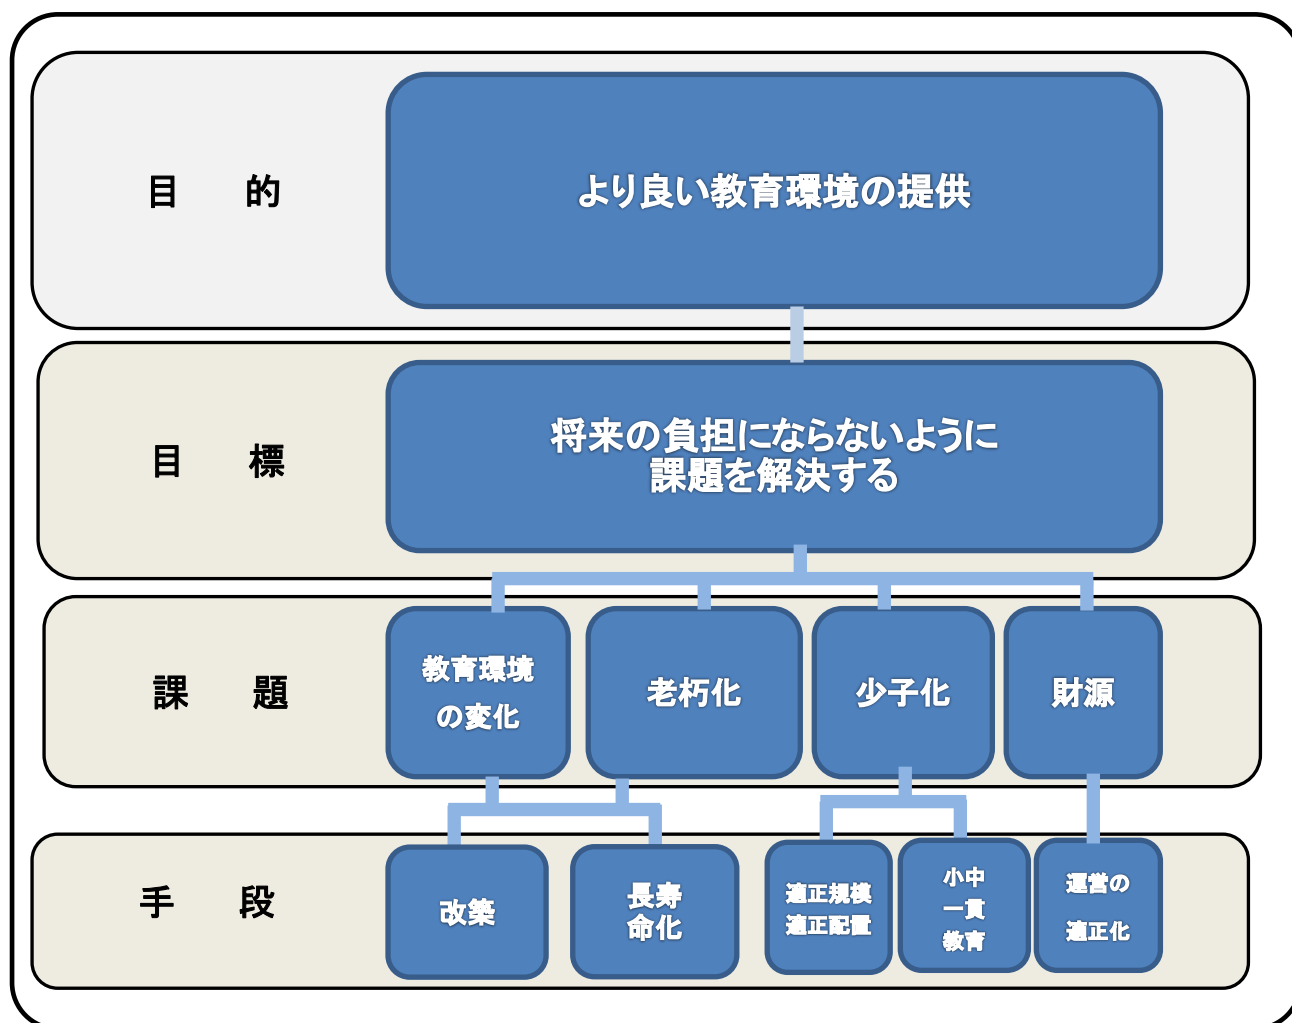 目的
より良い教育環境の提供
目標
将来の負担にならないように
課題を解決する
課題
教育環境
の変化
老朽化
少子化
財源
手段
改築
長寿
命化
適正規模
適正配置
小中
一貫
教育
運営の
適正化